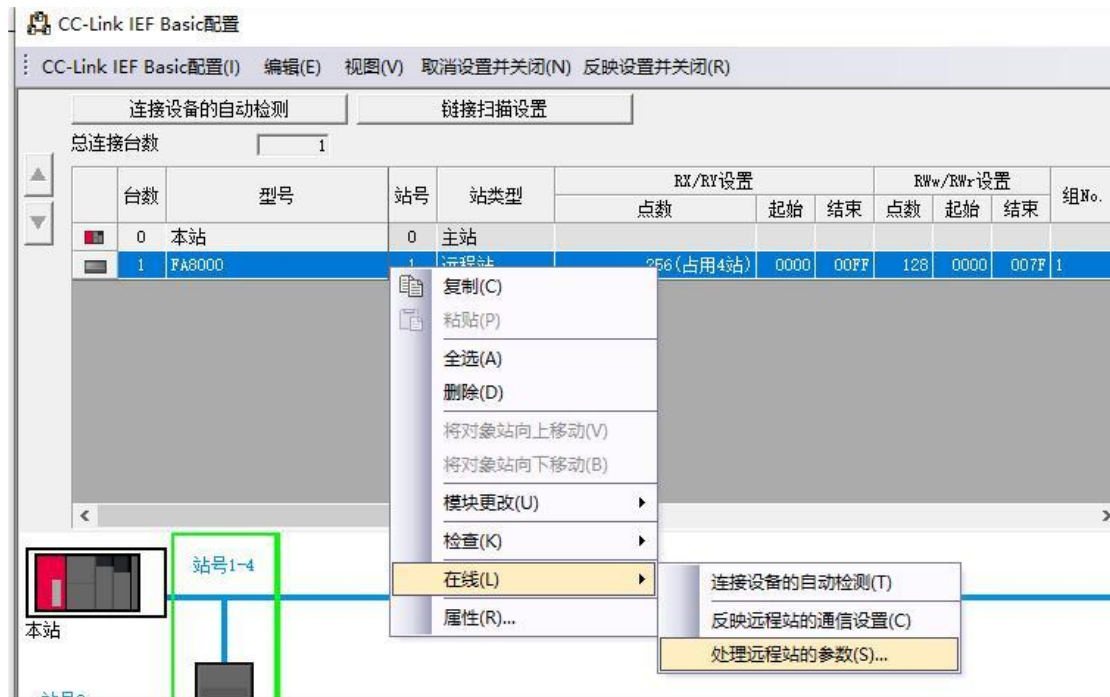 CC-Link IEF Basic配置
CC-Link IEF Basic配置(I) 编辑(E) 视图(V) 取消设置并关闭(N) 反映设置并关闭(R)
连接设备的自动检测 链接扫描设置
总连接台数 1
台数 型号 站号 站类型 RX/RY设置 RWw/RWr设置 组No.
点数 起始 结束 点数 起始 结束
0 本站 0 主站
1 FA8000 1 远程站 256(占用4站) 0000 00FF 128 0000 007F 1
复制(C)
粘贴(P)
全选(A)
删除(D)
将对象站向上移动(V)
将对象站向下移动(B)
模块更改(U)
检查(K)
在线(L)
属性(R)...
连接设备的自动检测(T)
反映远程站的通信设置(C)
处理远程站的参数(S)...
站号1-4
本站